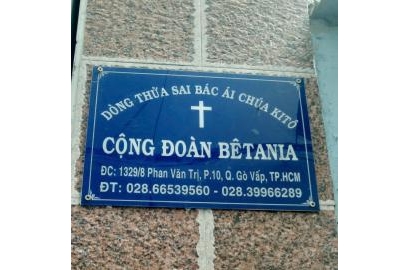 DÒNG THỪA SAI BÁC ÁI CHÚA KITÔ
CỘNG ĐOÀN BÊTANIA
ĐC: 1329/8 Phan Văn Trị, P.10, Q. Gò Vấp, TP.HCM
ĐT: 028.66539560 - 028.39966289